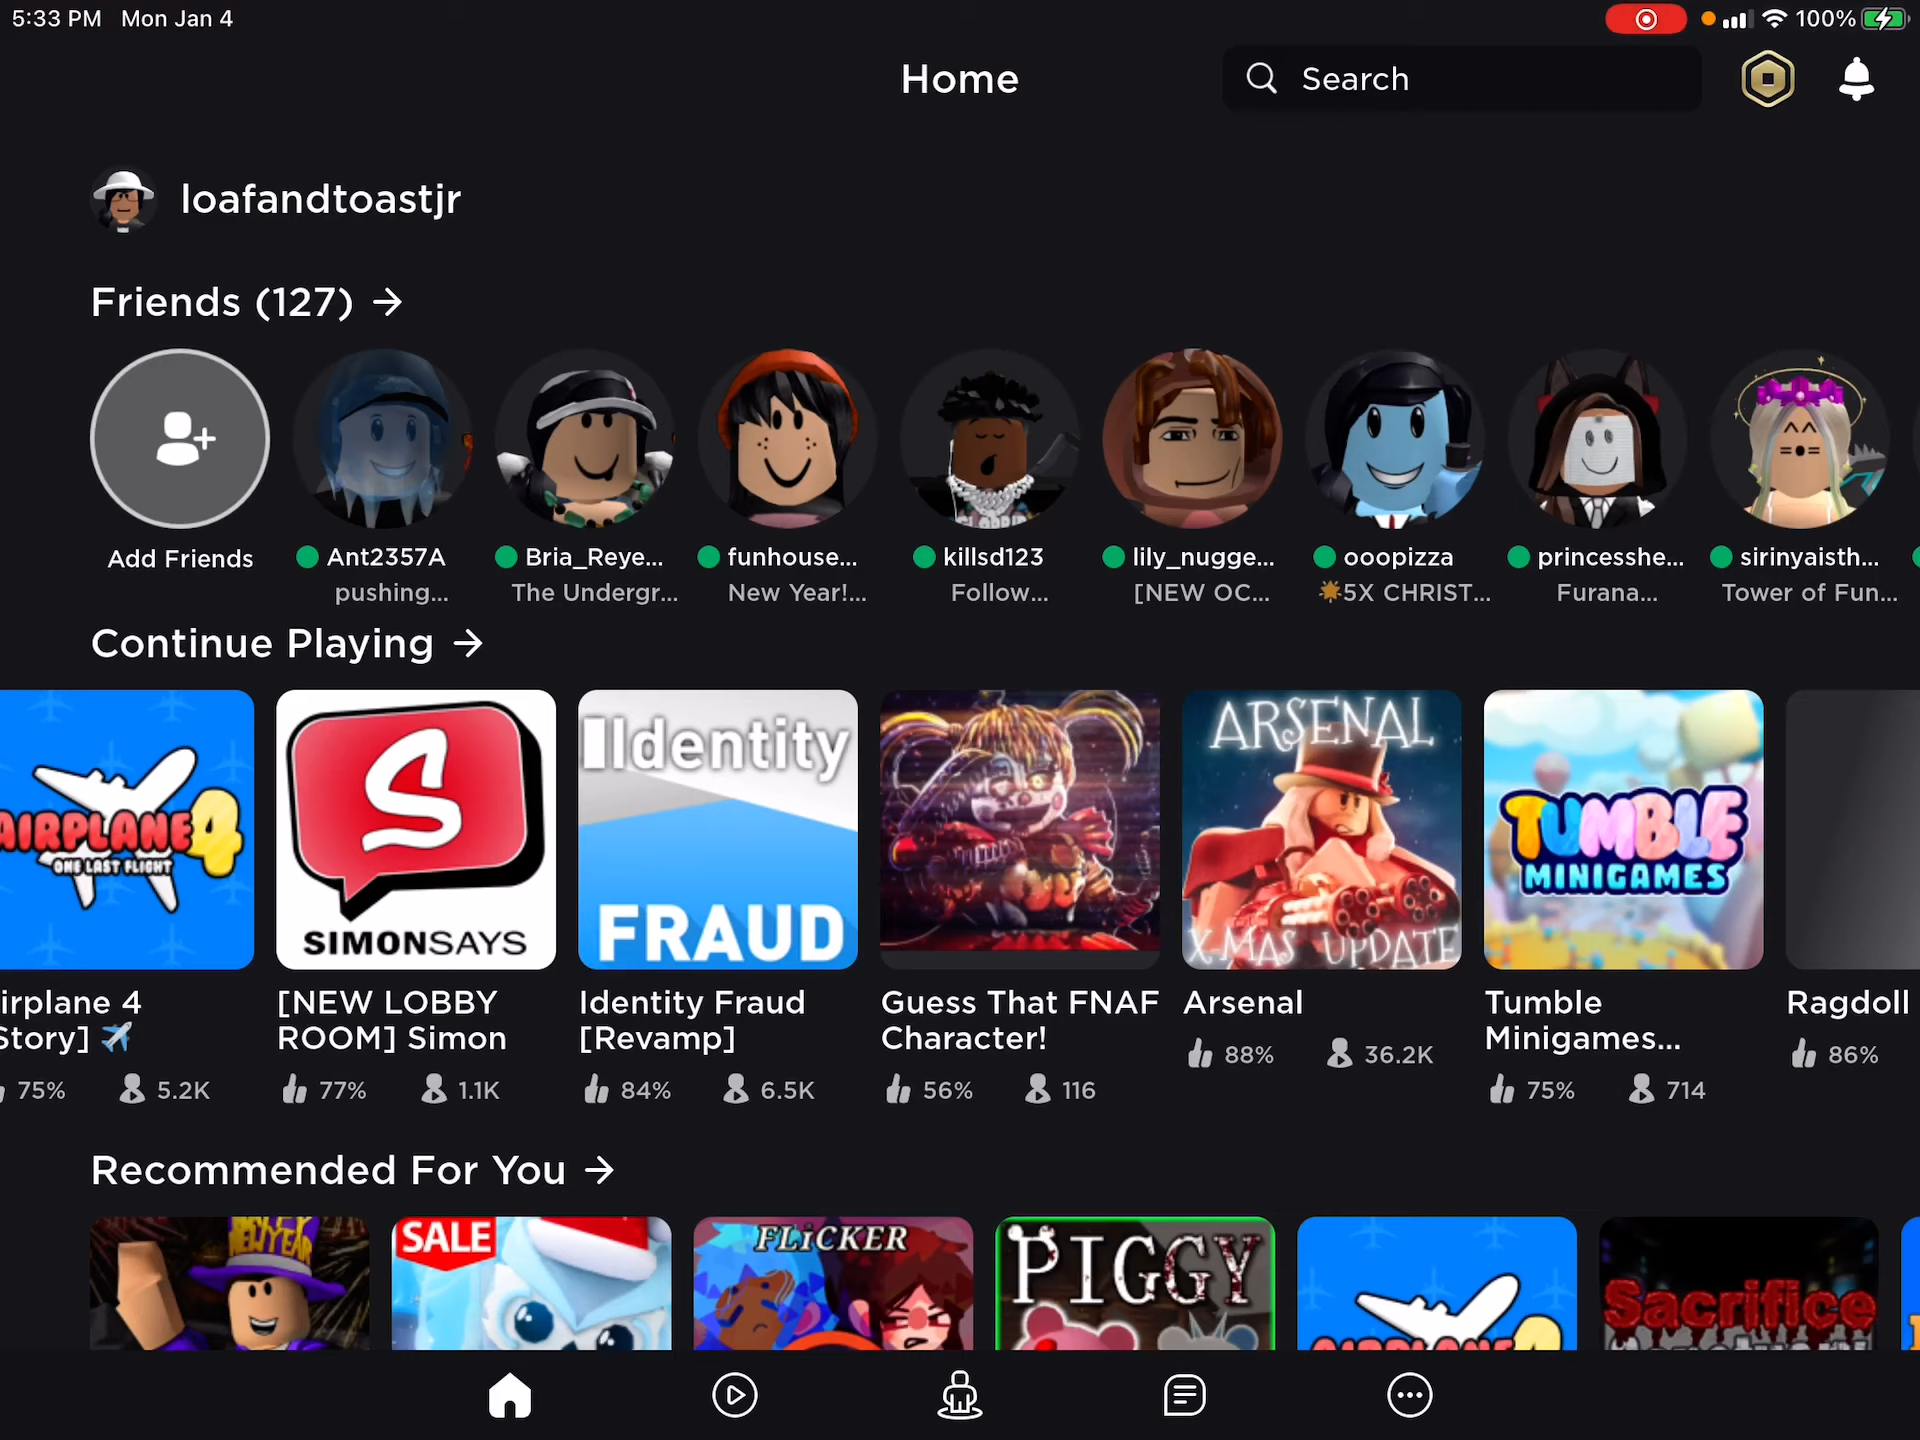 5:33 PM Mon Jan 4
100%
Home
Search
loafandtoastjr
Friends (127) →
Add Friends
Ant2357A
Bria_Reye...
funhouse...
killsd123
lily_nugge...
ooopizza
princesshe...
sirinyaisth...
pushing...
The Undergr...
New Year!...
Follow...
[NEW OC...
5X CHRIST...
Furana...
Tower of Fun...
Continue Playing →
AIRPLANE 4
ONE LAST FLIGHT
S
SIMONSAYS
Identity
FRAUD
ARSENAL
X-MAS UPDATE
TUMBLE
MINIGAMES
irplane 4
Story] ✈️
75% 5.2K
[NEW LOBBY
ROOM] Simon
77% 1.1K
Identity Fraud
[Revamp]
84% 6.5K
Guess That FNAF
Character!
56% 116
Arsenal
88% 36.2K
Tumble
Minigames...
75% 714
Ragdoll
86%
Recommended For You →
SALE
FLiCKER
PIGGY
Sacrifice